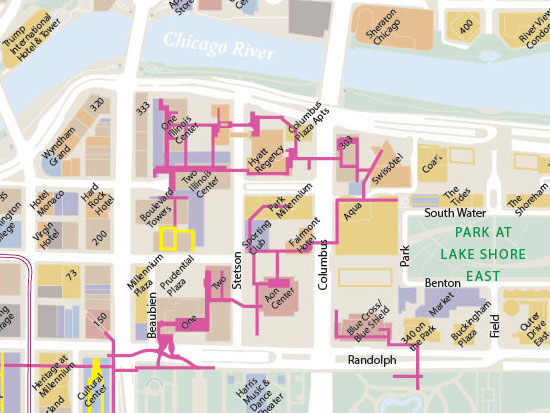 Trump
International
Hotel & Tower
Chicago River
Sheraton
Chicago
400
River View
320
333
Wyndham
Grand
One
Illinois
Center
Columbus
Plaza Apts
Hyatt
Regency
303
Swissôtel
Coast
Two
Illinois
Center
35
Hotel
Monaco
Hard
Rock
Hotel
Virgin
Hotel
200
Boulevard
Towers
Park
Millennium
Sporting
Club
Fairmont
Hotel
Aqua
The
Tides
The
Shoreham
South Water
PARK AT
LAKE SHORE
EAST
73
150
Millennium
Plaza
Prudential
Plaza
Two
One
Beaubien
Stetson
Columbus
Park
Field
Aon
Center
Benton
Market
Blue Cross/
Blue Shield
340 on
the Park
Buckingham
Plaza
Outer
Drive
East
Randolph
Heritage at
Millennium
Cultural
Center
Harris
Music &
Dance